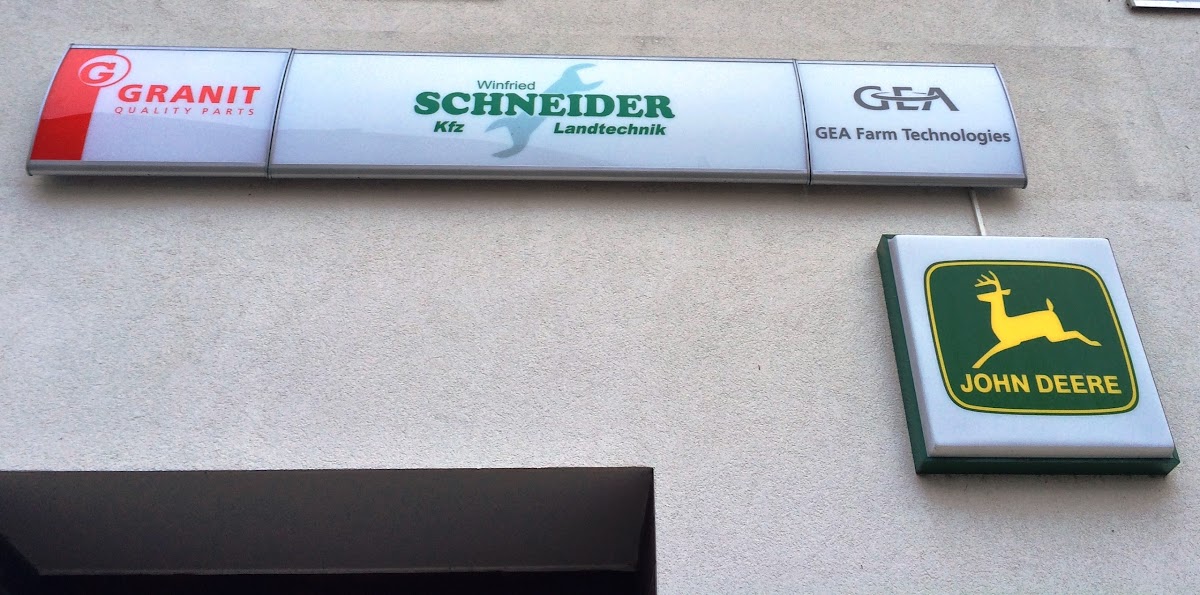 G
GRANIT
QUALITY PARTS
Winfried
SCHNEIDER
Kfz Landtechnik
GEA
GEA Farm Technologies
JOHN DEERE